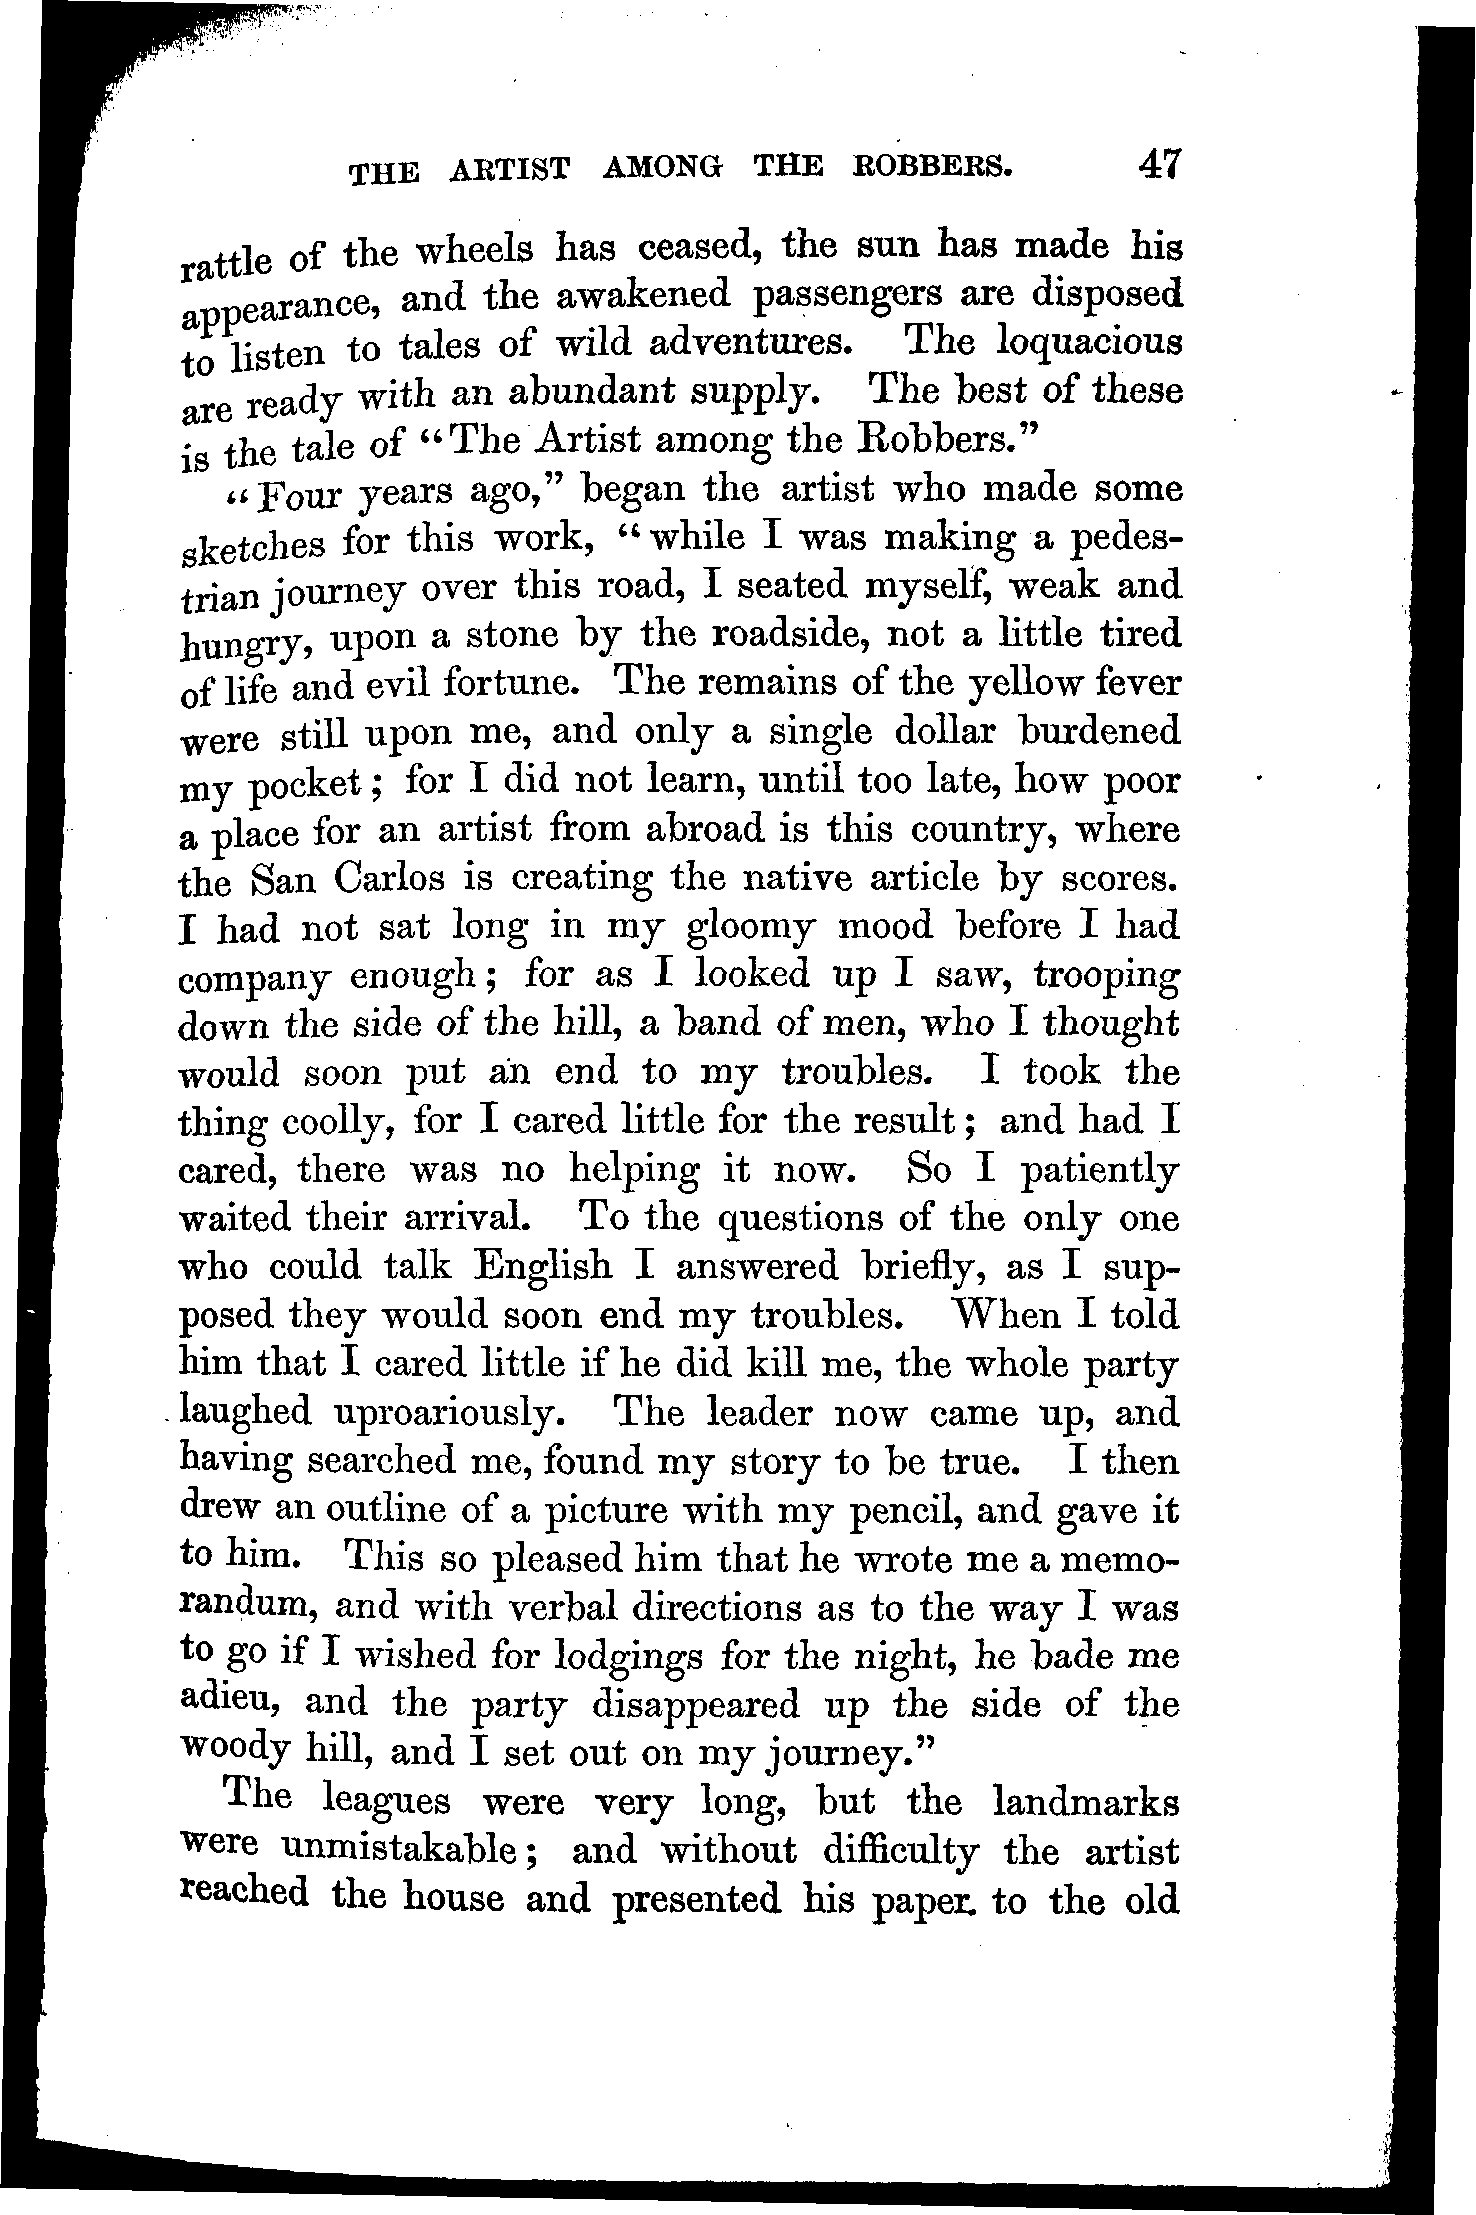 THE ARTIST AMONG THE ROBBERS. 47
rattle of the wheels has ceased, the sun has made his
appearance, and the awakened passengers are disposed
to listen to tales of wild adventures. The loquacious
are ready with an abundant supply. The best of these
is the tale of “The Artist among the Robbers.”
“Four years ago,” began the artist who made some
sketches for this work, “while I was making a pedes-
trian journey over this road, I seated myself, weak and
hungry, upon a stone by the roadside, not a little tired
of life and evil fortune. The remains of the yellow fever
were still upon me, and only a single dollar burdened
my pocket; for I did not learn, until too late, how poor
a place for an artist from abroad is this country, where
the San Carlos is creating the native article by scores.
I had not sat long in my gloomy mood before I had
company enough; for as I looked up I saw, trooping
down the side of the hill, a band of men, who I thought
would soon put an end to my troubles. I took the
thing coolly, for I cared little for the result; and had I
cared, there was no helping it now. So I patiently
waited their arrival. To the questions of the only one
who could talk English I answered briefly, as I sup-
posed they would soon end my troubles. When I told
him that I cared little if he did kill me, the whole party
laughed uproariously. The leader now came up, and
having searched me, found my story to be true. I then
drew an outline of a picture with my pencil, and gave it
to him. This so pleased him that he wrote me a memo-
randum, and with verbal directions as to the way I was
to go if I wished for lodgings for the night, he bade me
adieu, and the party disappeared up the side of the
woody hill, and I set out on my journey.”
The leagues were very long, but the landmarks
were unmistakable; and without difficulty the artist
reached the house and presented his paper. to the old